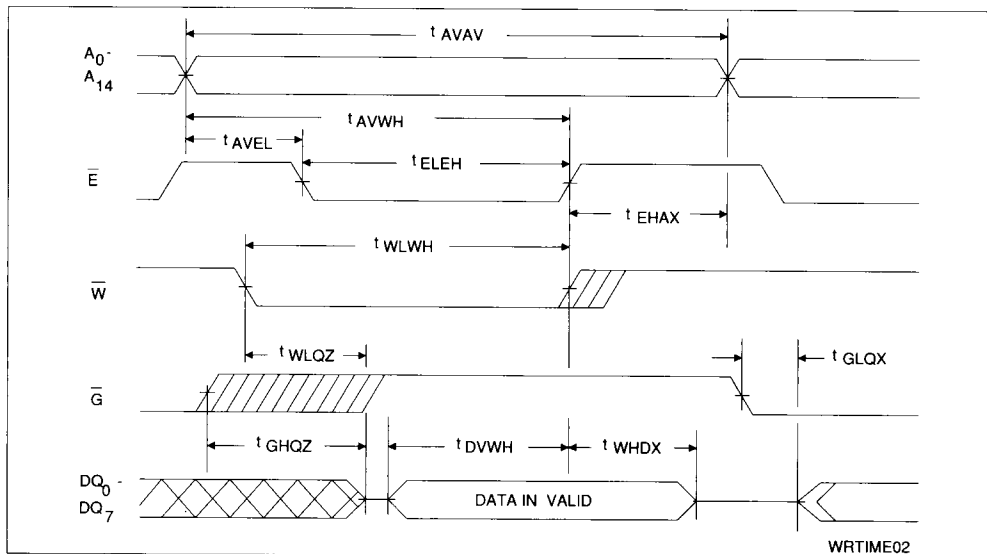 t AVAV
A0-
A14
t AVWH
t AVEL
t ELEH
E
t EHAX
t WLWH
W
t WLQZ
t GLQX
G
t GHQZ
t DVWH
t WHDX
DQ0-
DQ7
DATA IN VALID
WRTIME02